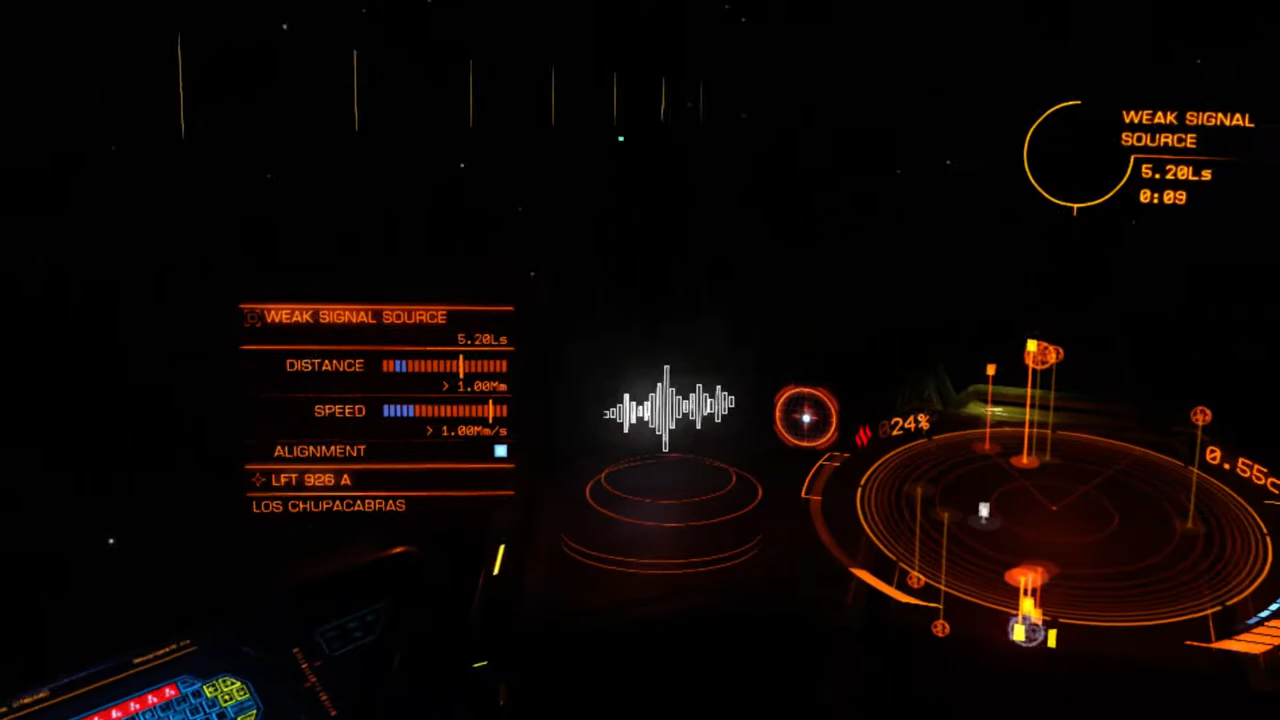 WEAK SIGNAL
SOURCE
5.20Ls
0:09
WEAK SIGNAL SOURCE
5.20Ls
DISTANCE
> 1.00Mm
SPEED
> 1.00Mm/s
ALIGNMENT
LFT 926 A
LOS CHUPACABRAS
024%
0.55c